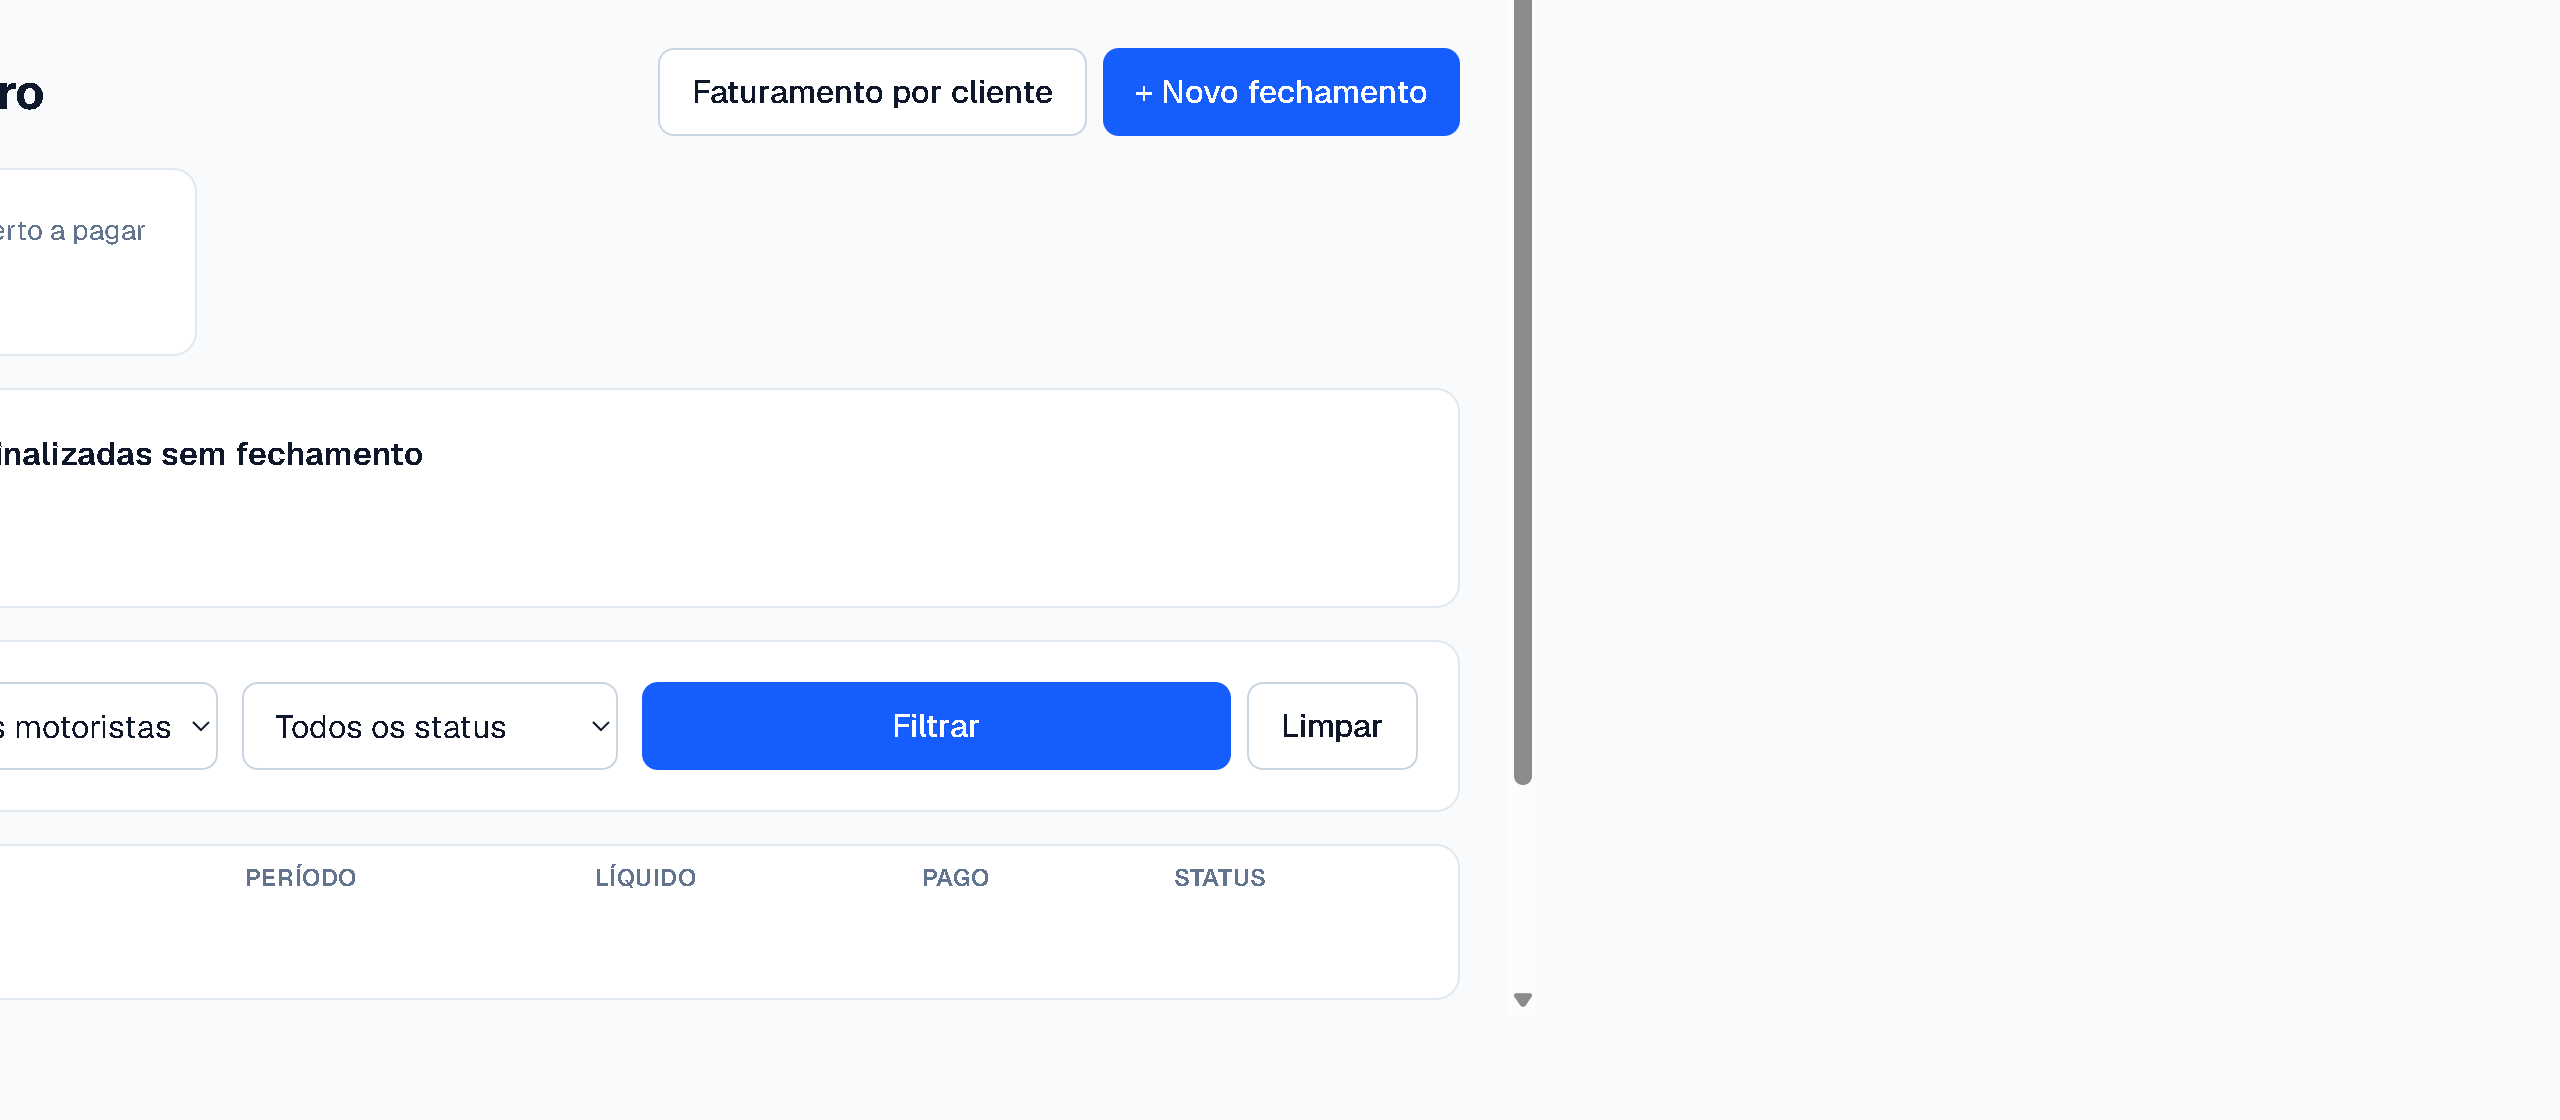 ro
Faturamento por cliente
+ Novo fechamento
erto a pagar
inalizadas sem fechamento
s motoristas
Todos os status
Filtrar
Limpar
PERÍODO
LÍQUIDO
PAGO
STATUS